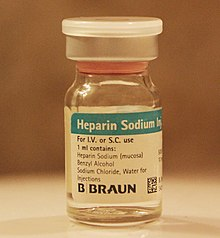 Heparin Sodium
For I.V. or S.C. use
1 ml contains:
Heparin Sodium (mucosa)
Benzyl Alcohol
Sodium Chloride, Water for
Injections
B BRAUN